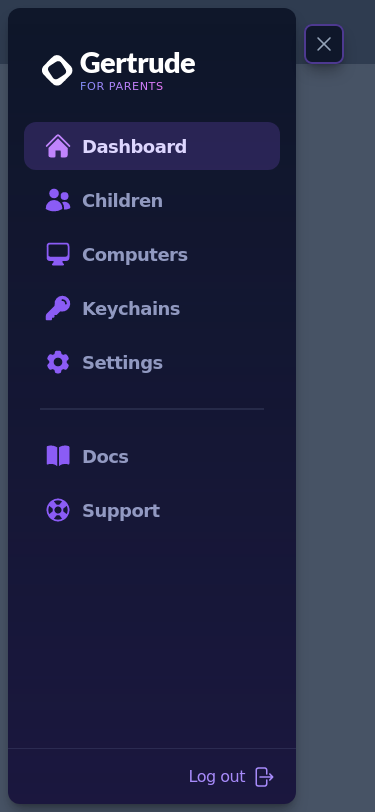 Gertrude
FOR PARENTS
Dashboard
Children
Computers
Keychains
Settings
Docs
Support
Log out